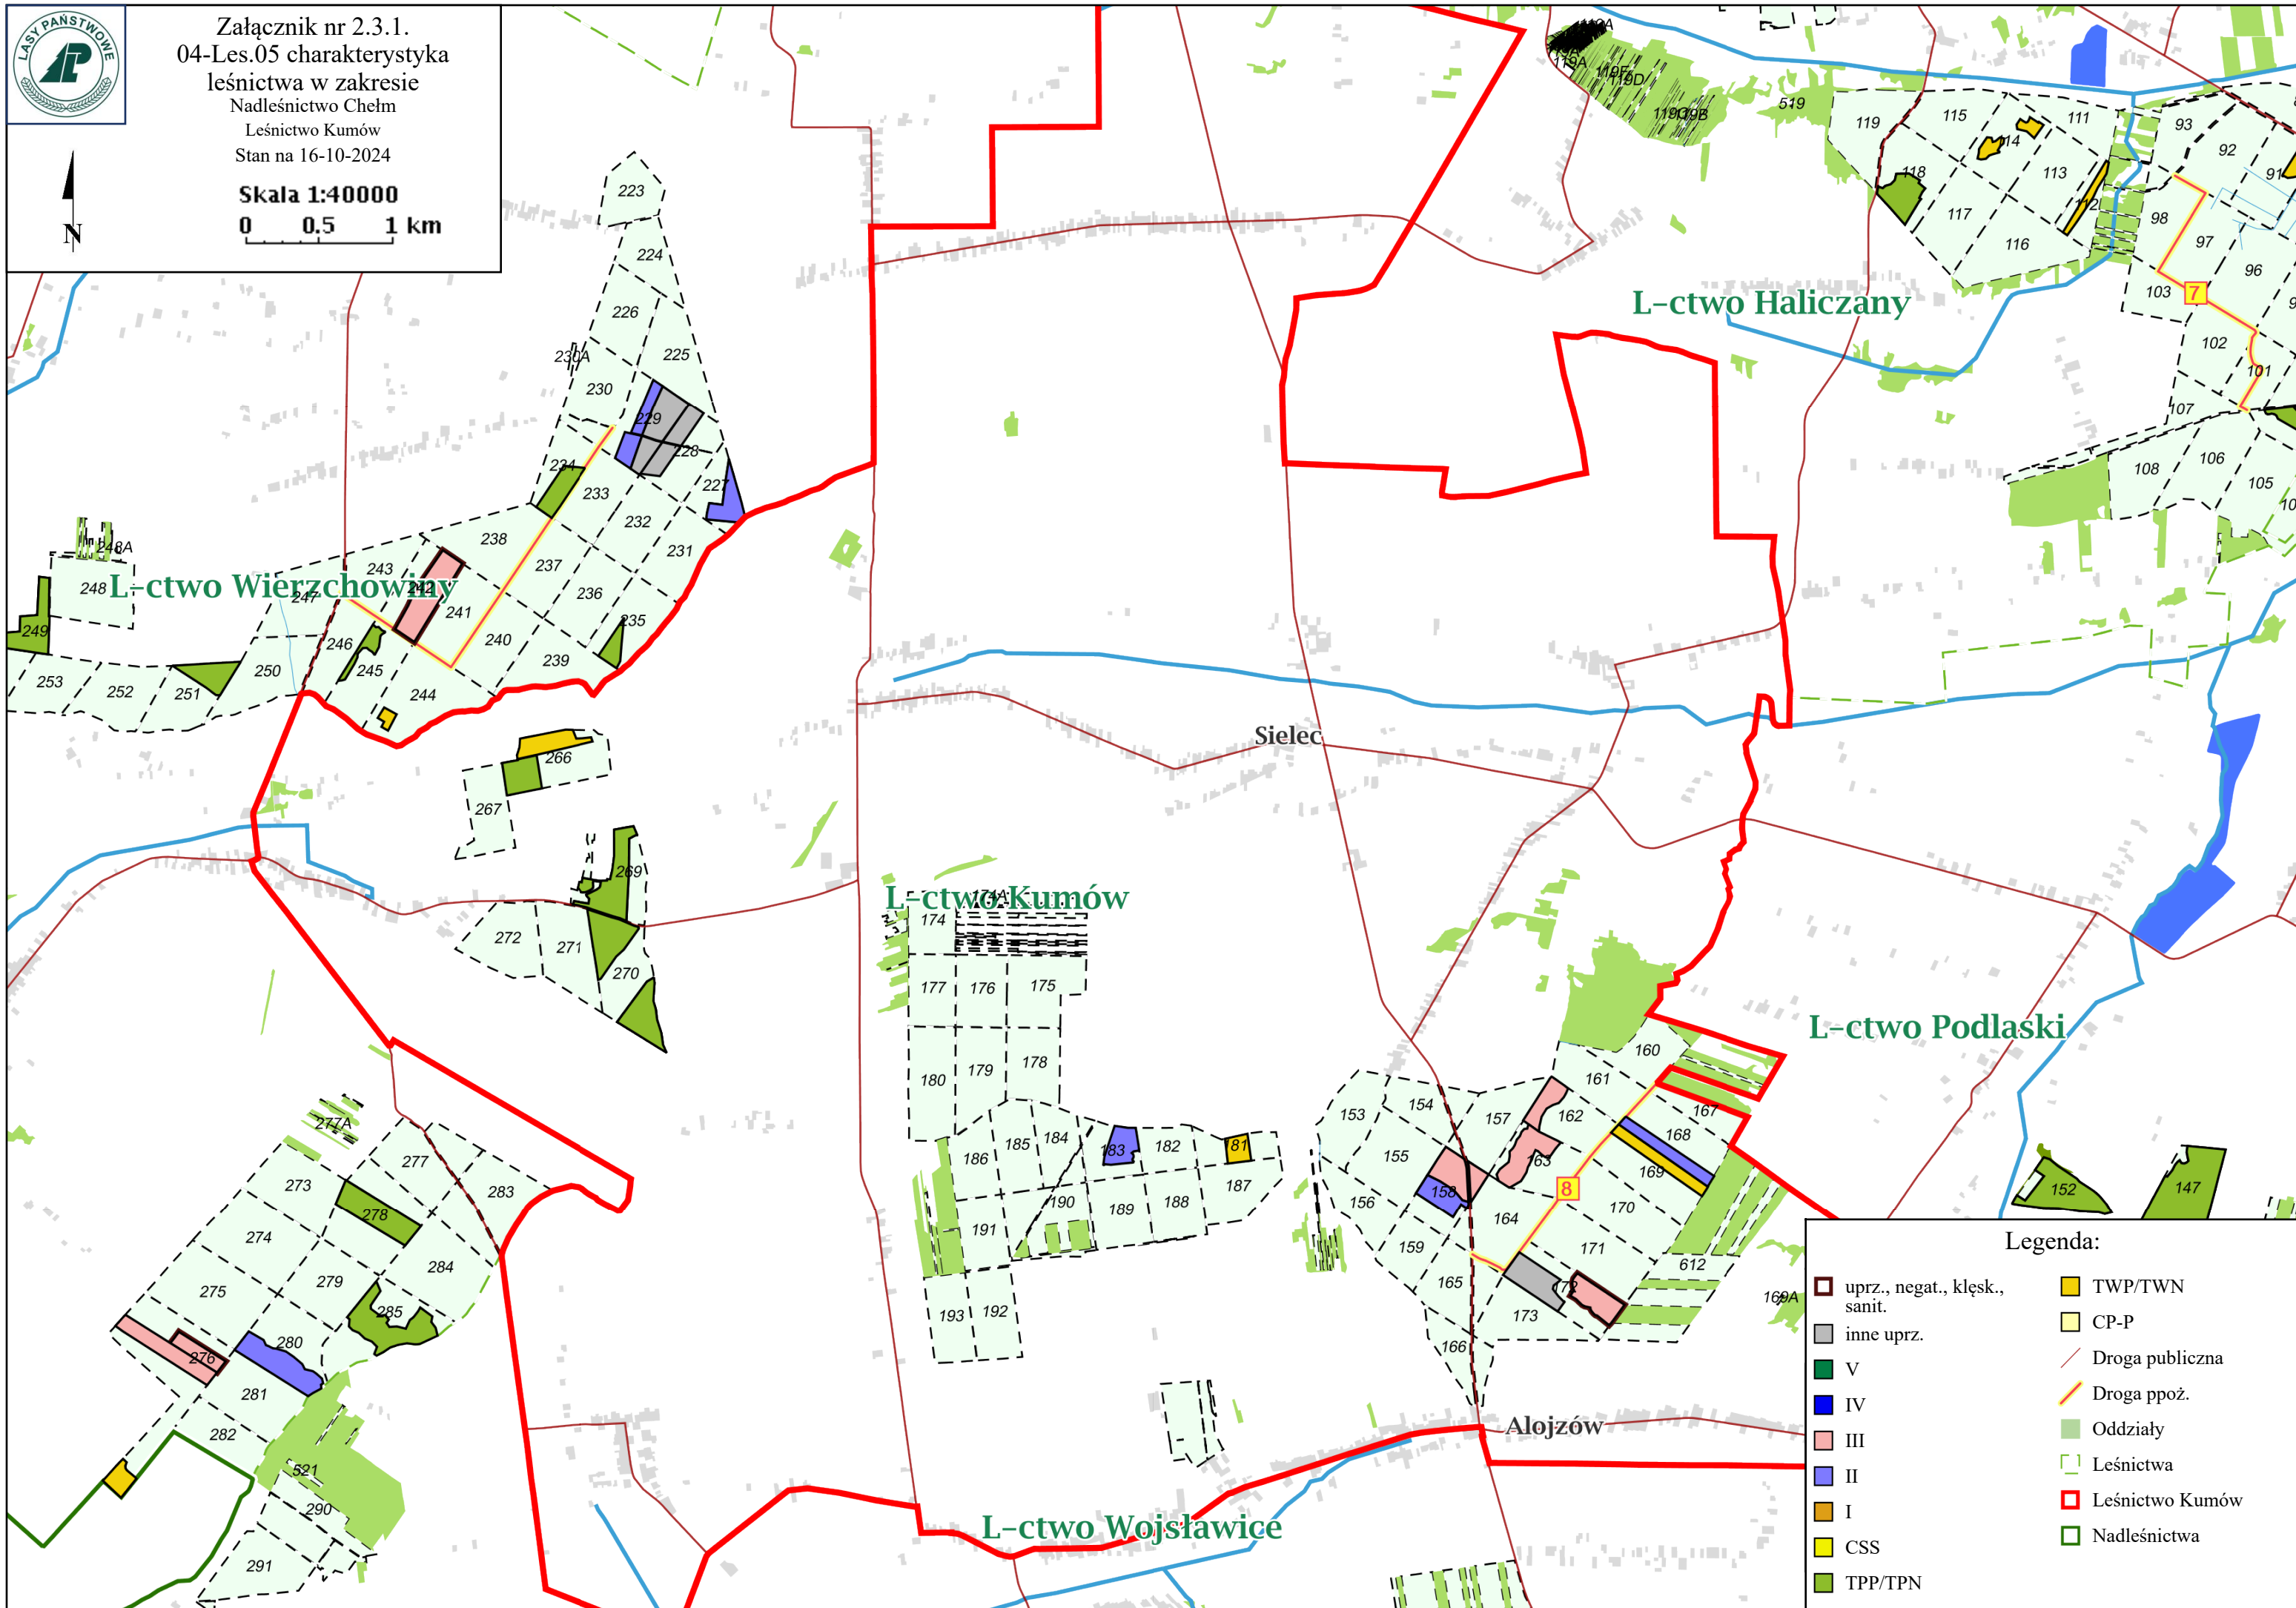 LASY PAŃSTWOWE
Załącznik nr 2.3.1.
04-Les.05 charakterystyka
leśnictwa w zakresie
Nadleśnictwo Chełm
Leśnictwo Kumów
Stan na 16-10-2024
Skala 1:40000
0 0.5 1 km
N
119A
119A
119F
119D
119C
119B
519
119
115
114
111
93
92
91
118
113
112
117
116
98
97
96
103
7
102
101
107
108
106
105
L-ctwo Haliczany
223
224
226
225
230A
230
229
228
234
233
227
232
231
238
237
236
235
243
242
241
240
239
248A
248
L-ctwo Wierzchowiny
247
249
246
245
244
250
251
252
253
266
267
269
272
271
270
Sielec
L-ctwo Kumów
174A
174
177
176
175
180
179
178
186
185
184
183
182
81
187
188
189
190
191
193
192
L-ctwo Podlaski
160
161
167
153
154
157
162
168
155
163
169
158
8
156
164
170
159
171
612
165
172
173
166
169A
152
147
277A
277
283
273
278
274
284
279
275
285
280
276
281
282
521
290
291
Alojzów
L-ctwo Wojsławice
Legenda:
uprz., negat., klęsk.,
sanit.
inne uprz.
V
IV
III
II
I
CSS
TPP/TPN
TWP/TWN
CP-P
Droga publiczna
Droga ppoż.
Oddziały
Leśnictwa
Leśnictwo Kumów
Nadleśnictwa